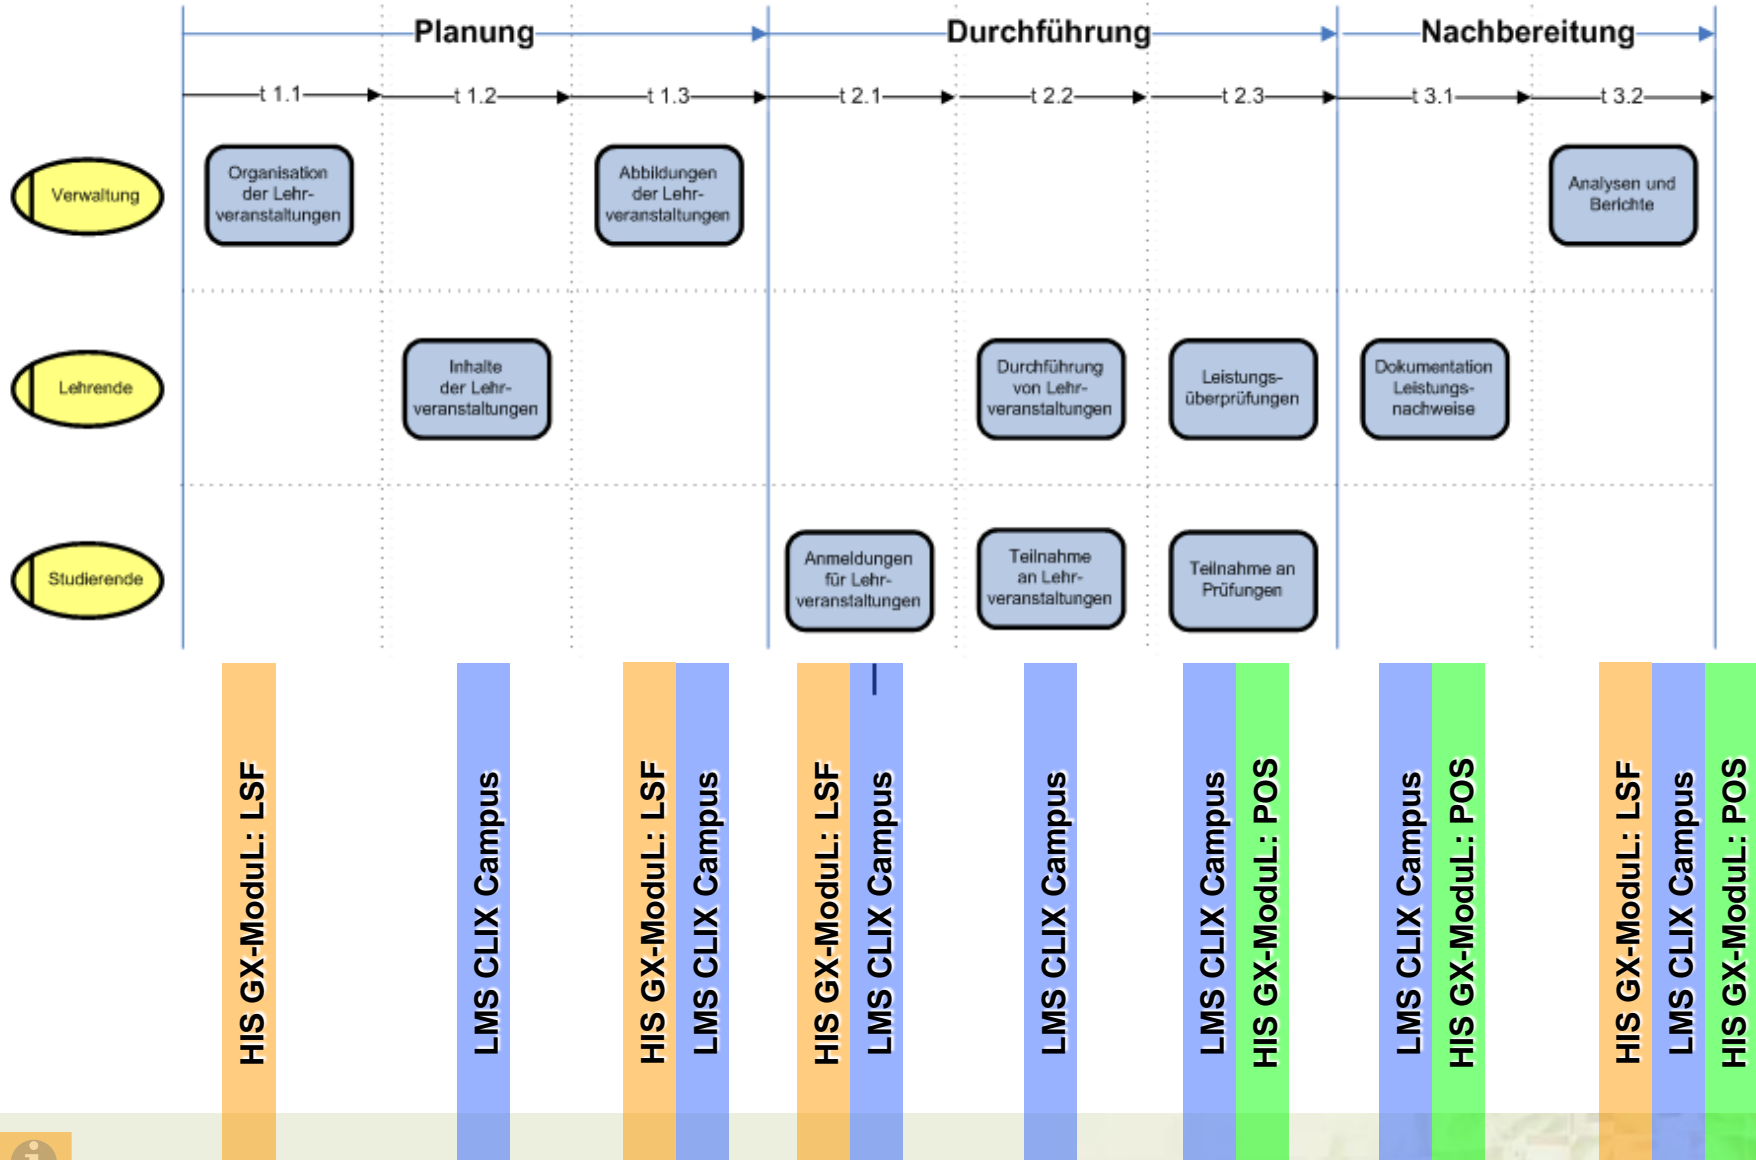 Planung
Durchführung
Nachbereitung
t 1.1
t 1.2
t 1.3
t 2.1
t 2.2
t 2.3
t 3.1
t 3.2
Verwaltung
Organisation
der Lehr-
veranstaltungen
Abbildungen
der Lehr-
veranstaltungen
Analysen und
Berichte
Lehrende
Inhalte
der Lehr-
veranstaltungen
Durchführung
von Lehr-
veranstaltungen
Leistungs-
überprüfungen
Dokumentation
Leistungs-
nachweise
Studierende
Anmeldungen
für Lehr-
veranstaltungen
Teilnahme
an Lehr-
veranstaltungen
Teilnahme an
Prüfungen
HIS GX-ModuL: LSF
LMS CLIX Campus
HIS GX-ModuL: LSF
LMS CLIX Campus
HIS GX-ModuL: LSF
LMS CLIX Campus
LMS CLIX Campus
LMS CLIX Campus
HIS GX-ModuL: POS
LMS CLIX Campus
HIS GX-ModuL: POS
HIS GX-ModuL: LSF
LMS CLIX Campus
HIS GX-ModuL: POS